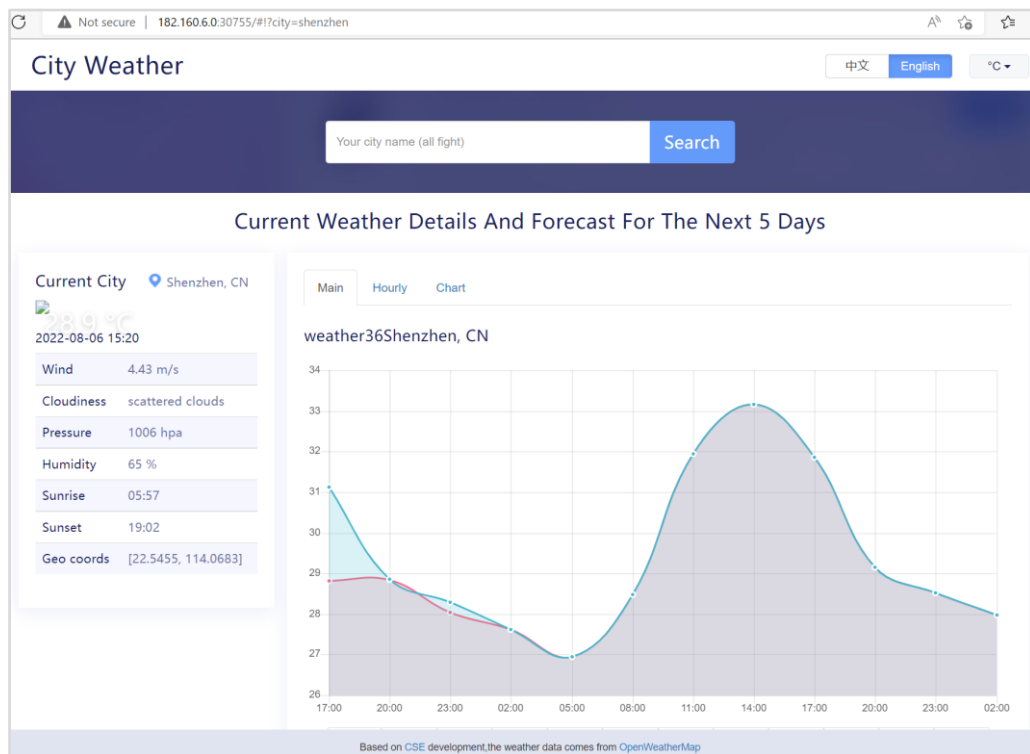 Not secure | 182.160.6.0:30755/#!?city=shenzhen
City Weather
中文 English °C
Your city name (all fight) Search
Current Weather Details And Forecast For The Next 5 Days
Current City Shenzhen, CN
28.9 °C
2022-08-06 15:20
Wind 4.43 m/s
Cloudiness scattered clouds
Pressure 1006 hpa
Humidity 65 %
Sunrise 05:57
Sunset 19:02
Geo coords [22.5455, 114.0683]
Main Hourly Chart
weather36Shenzhen, CN
34
33
32
31
30
29
28
27
26
17:00 20:00 23:00 02:00 05:00 08:00 11:00 14:00 17:00 20:00 23:00 02:00
Based on CSE development,the weather data comes from OpenWeatherMap